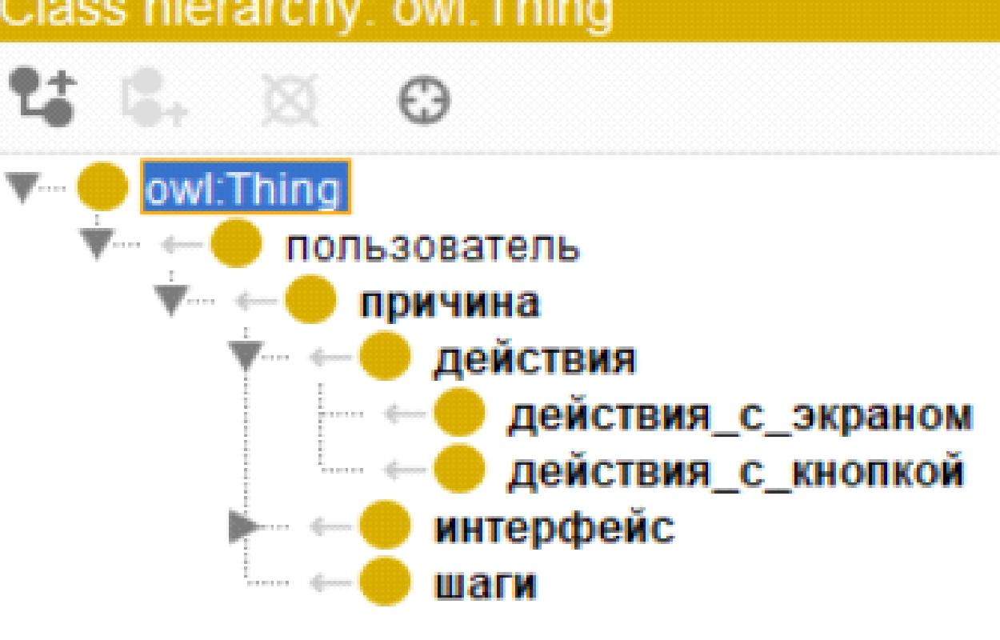 Class hierarchy: owl:Thing
owl:Thing
пользователь
причина
действия
действия_с_экраном
действия_с_кнопкой
интерфейс
шаги